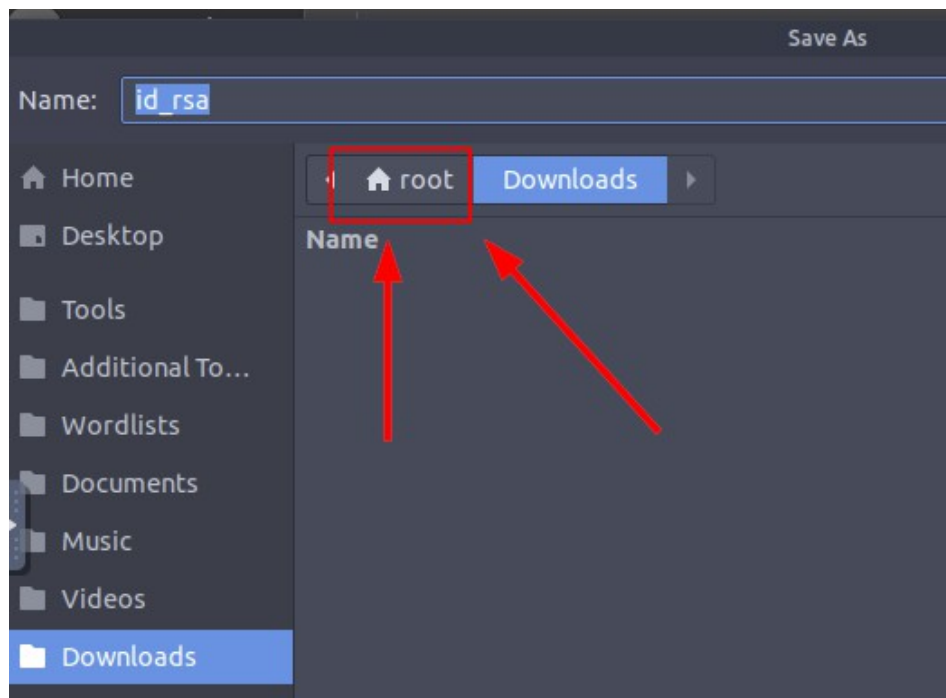 Save As
Name: id_rsa
Home
root Downloads
Desktop
Name
Tools
Additional To...
Wordlists
Documents
Music
Videos
Downloads